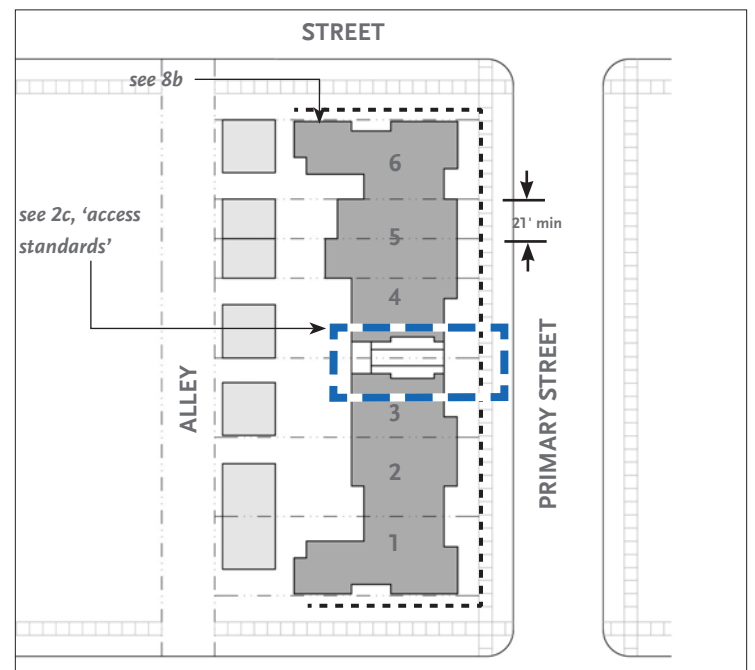 STREET
see 8b
6
21' min
see 2c, ‘access
standards’
5
4
ALLEY
PRIMARY STREET
3
2
1